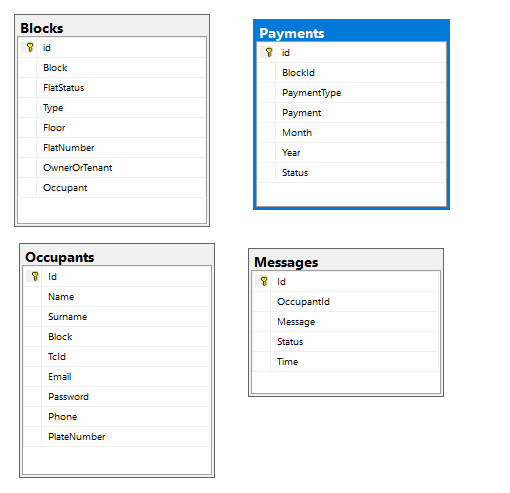 Blocks
id
Block
FlatStatus
Type
Floor
FlatNumber
OwnerOrTenant
Occupant
Payments
id
BlockId
PaymentType
Payment
Month
Year
Status
Occupants
Id
Name
Surname
Block
TcId
Email
Password
Phone
PlateNumber
Messages
Id
OccupantId
Message
Status
Time